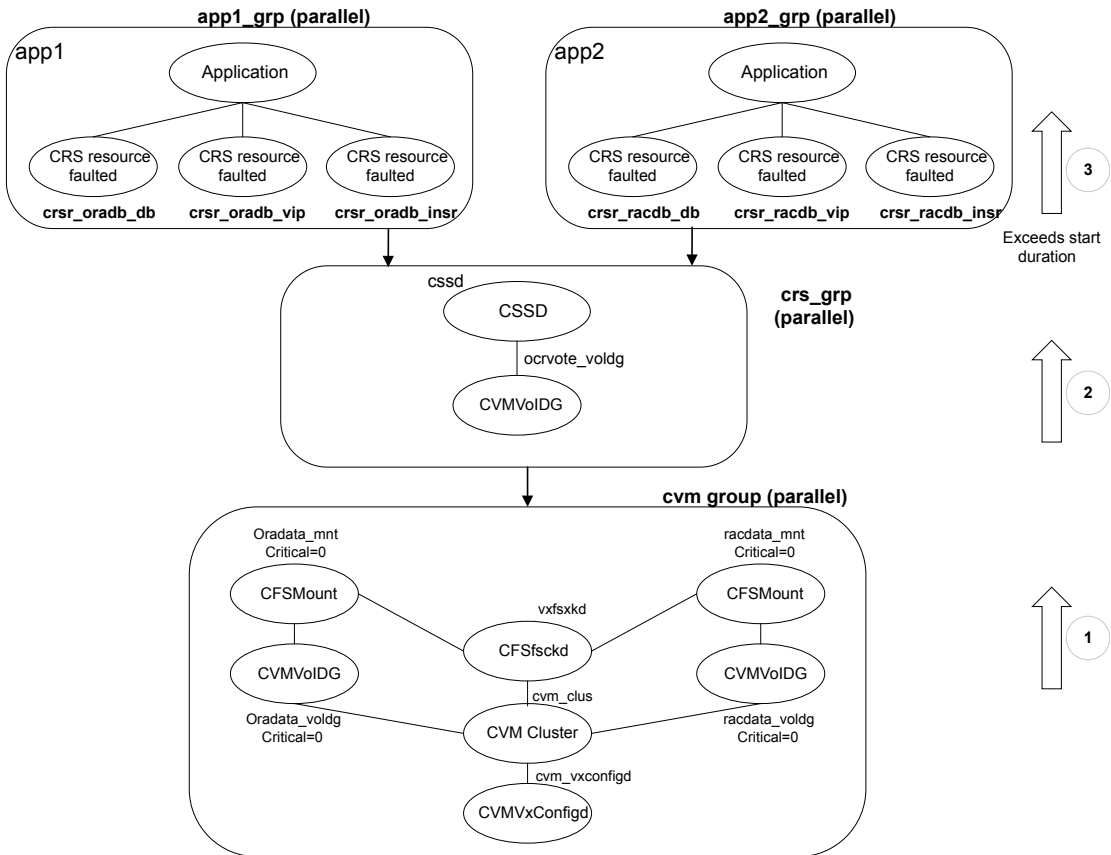 app1_grp (parallel)
app2_grp (parallel)
app1
Application
CRS resource
faulted
CRS resource
faulted
CRS resource
faulted
crsr_oradb_db
crsr_oradb_vip
crsr_oradb_insr
app2
Application
CRS resource
faulted
CRS resource
faulted
CRS resource
faulted
crsr_racdb_db
crsr_racdb_vip
crsr_racdb_insr
3
Exceeds start
duration
cssd
CSSD
ocrvote_voldg
CVMVolDG
crs_grp
(parallel)
2
cvm group (parallel)
Oradata_mnt
Critical=0
CFSMount
CVMVolDG
Oradata_voldg
Critical=0
vxfsxkd
CFSfsckd
cvm_clus
CVM Cluster
cvm_vxconfigd
CVMVxConfigd
racdata_mnt
Critical=0
CFSMount
CVMVolDG
racdata_voldg
Critical=0
1